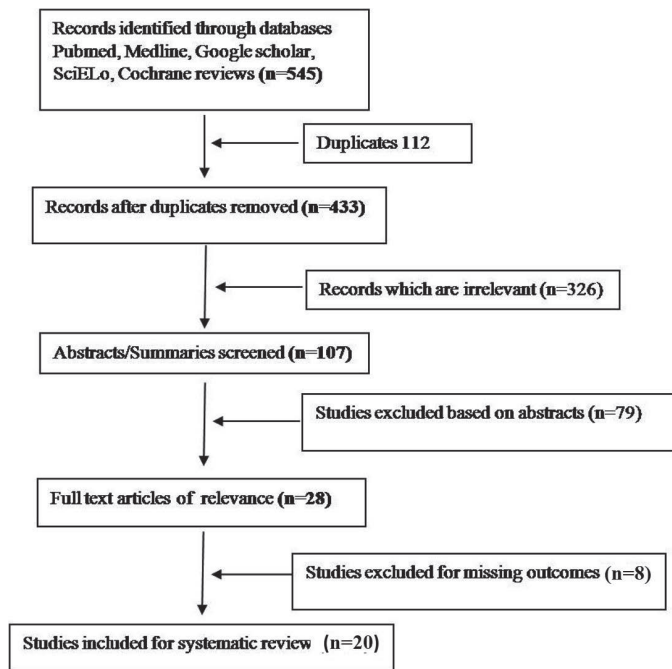 Records identified through databases
Pubmed, Medline, Google scholar,
SciELo, Cochrane reviews (n=545)
Duplicates 112
Records after duplicates removed (n=433)
Records which are irrelevant (n=326)
Abstracts/Summaries screened (n=107)
Studies excluded based on abstracts (n=79)
Full text articles of relevance (n=28)
Studies excluded for missing outcomes (n=8)
Studies included for systematic review (n=20)